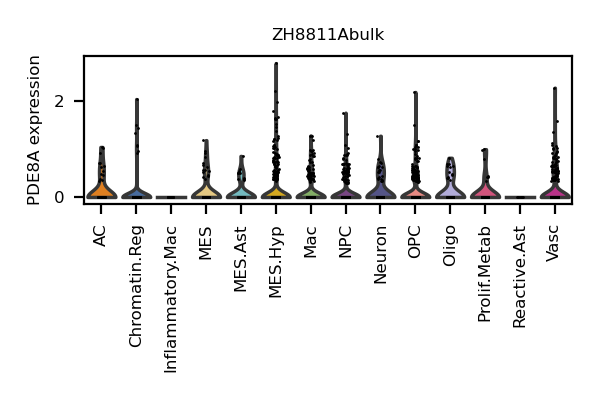 ZH8811Abulk
PDE8A expression
2
0
AC
Chromatin.Reg
Inflammatory.Mac
MES
MES.Ast
MES.Hyp
Mac
NPC
Neuron
OPC
Oligo
Prolif.Metab
Reactive.Ast
Vasc